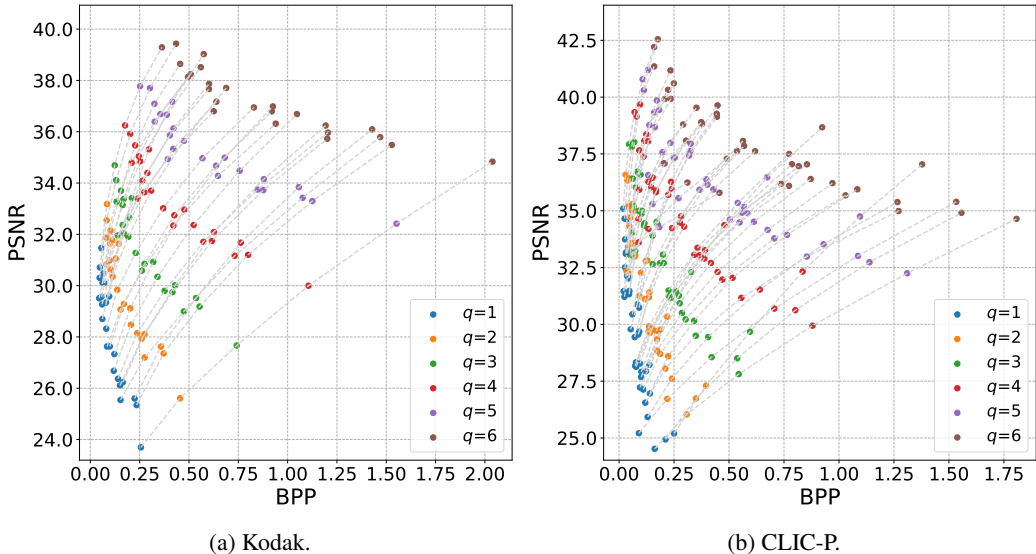 40.0
38.0
36.0
34.0
32.0
30.0
28.0
26.0
24.0
PSNR
0.00 0.25 0.50 0.75 1.00 1.25 1.50 1.75 2.00
BPP
q=1
q=2
q=3
q=4
q=5
q=6
(a) Kodak.
42.5
40.0
37.5
35.0
32.5
30.0
27.5
25.0
PSNR
0.00 0.25 0.50 0.75 1.00 1.25 1.50 1.75
BPP
q=1
q=2
q=3
q=4
q=5
q=6
(b) CLIC-P.